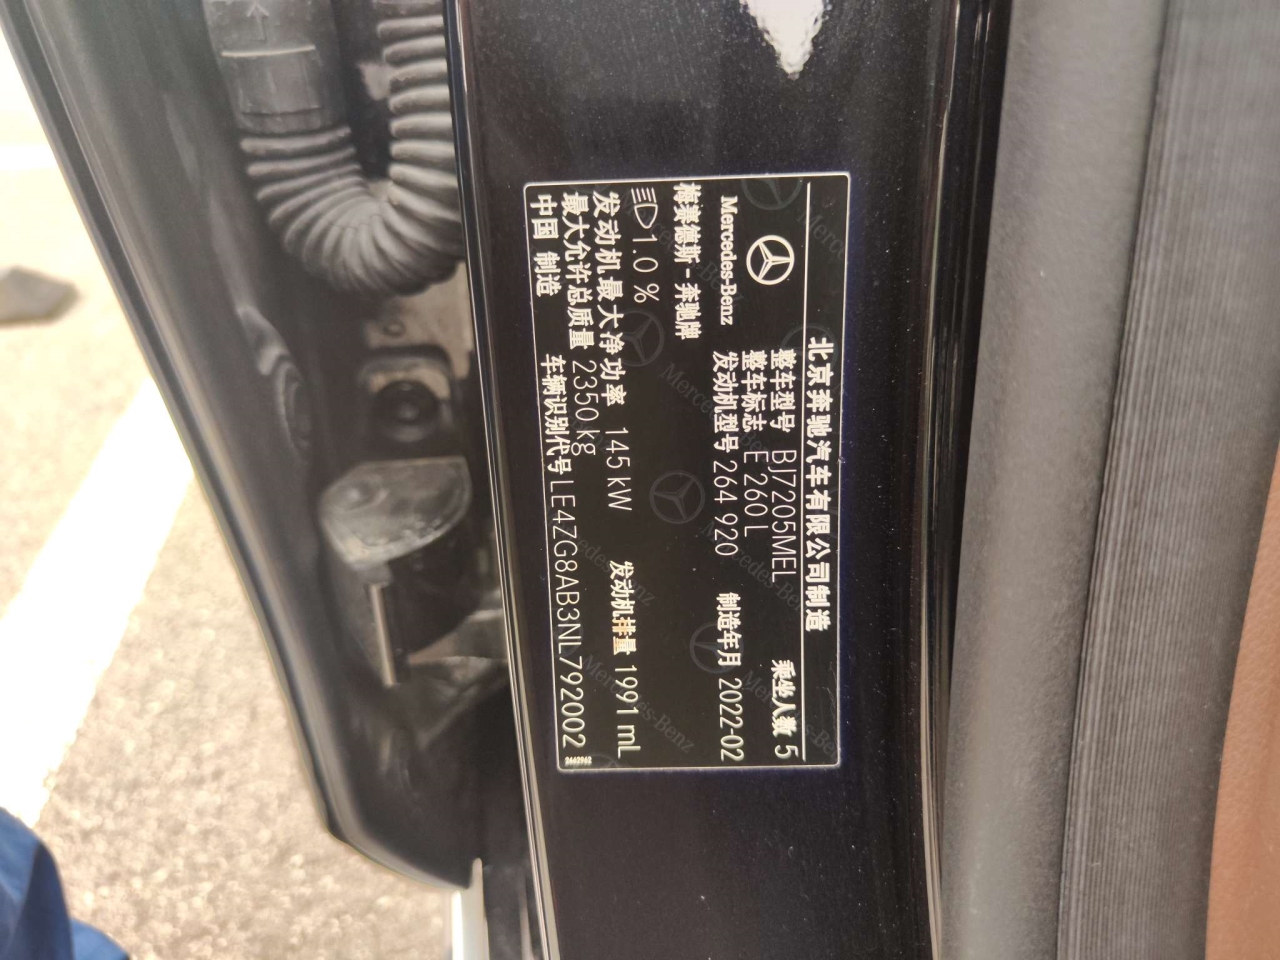 北京奔驰汽车有限公司制造
Mercedes-Benz
梅赛德斯-奔驰牌
整车型号 BJ7205MEL 乘坐人数 5
整车标志 E 260 L
发动机型号 264 920 制造年月 2022-02
1.0 %
发动机最大净功率 145 kW 发动机排量 1991 mL
最大允许总质量 2350 kg
中国 制造 车辆识别代号 LE4ZG8AB3NL792002